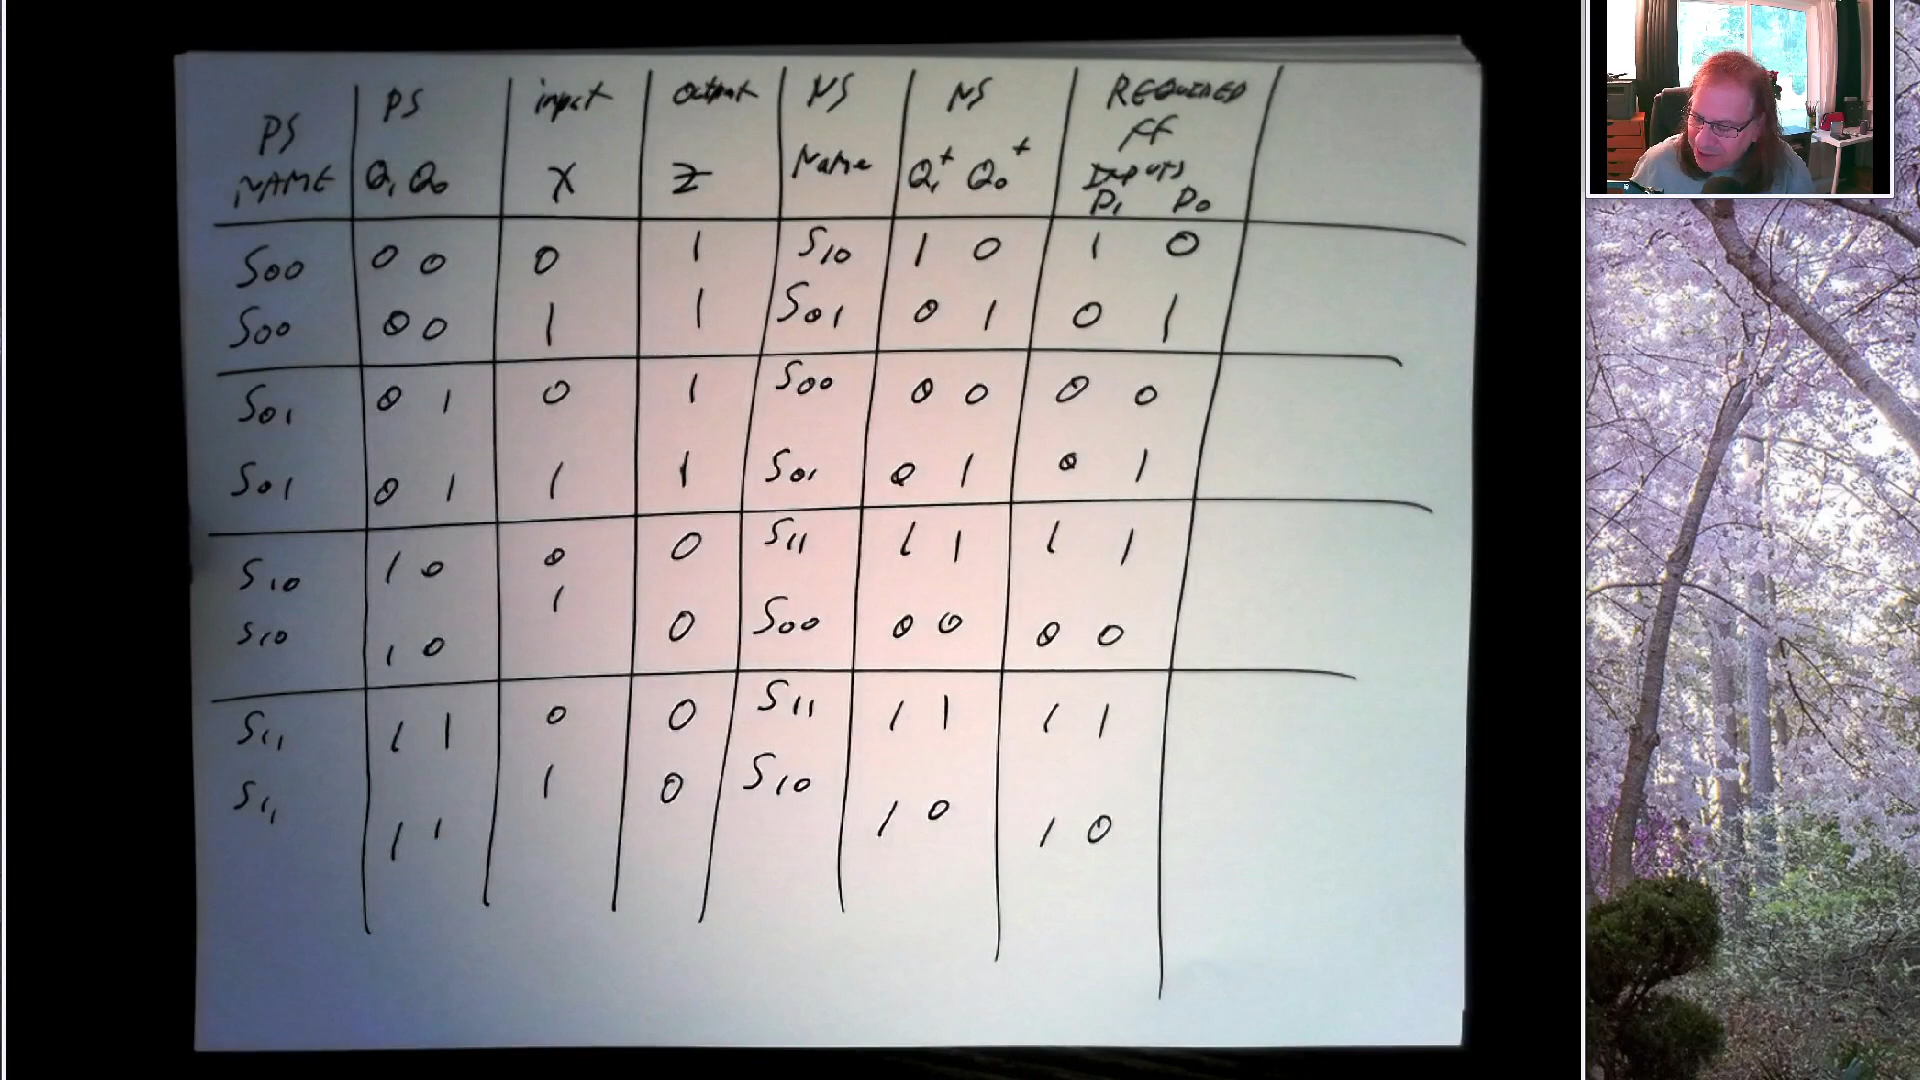 PS NAME | PS Q₁ Q₀ | input X | output Z | NS Name | NS Q₁⁺ Q₀⁺ | REQUIRED FF INPUTS D₁ D₀
S00 | 0 0 | 0 | 1 | S10 | 1 0 | 1 0
S00 | 0 0 | 1 | 1 | S01 | 0 1 | 0 1
S01 | 0 1 | 0 | 1 | S00 | 0 0 | 0 0
S01 | 0 1 | 1 | 1 | S01 | 0 1 | 0 1
S10 | 1 0 | 0 | 0 | S11 | 1 1 | 1 1
S10 | 1 0 | 1 | 0 | S00 | 0 0 | 0 0
S11 | 1 1 | 0 | 0 | S11 | 1 1 | 1 1
S11 | 1 1 | 1 | 0 | S10 | 1 0 | 1 0